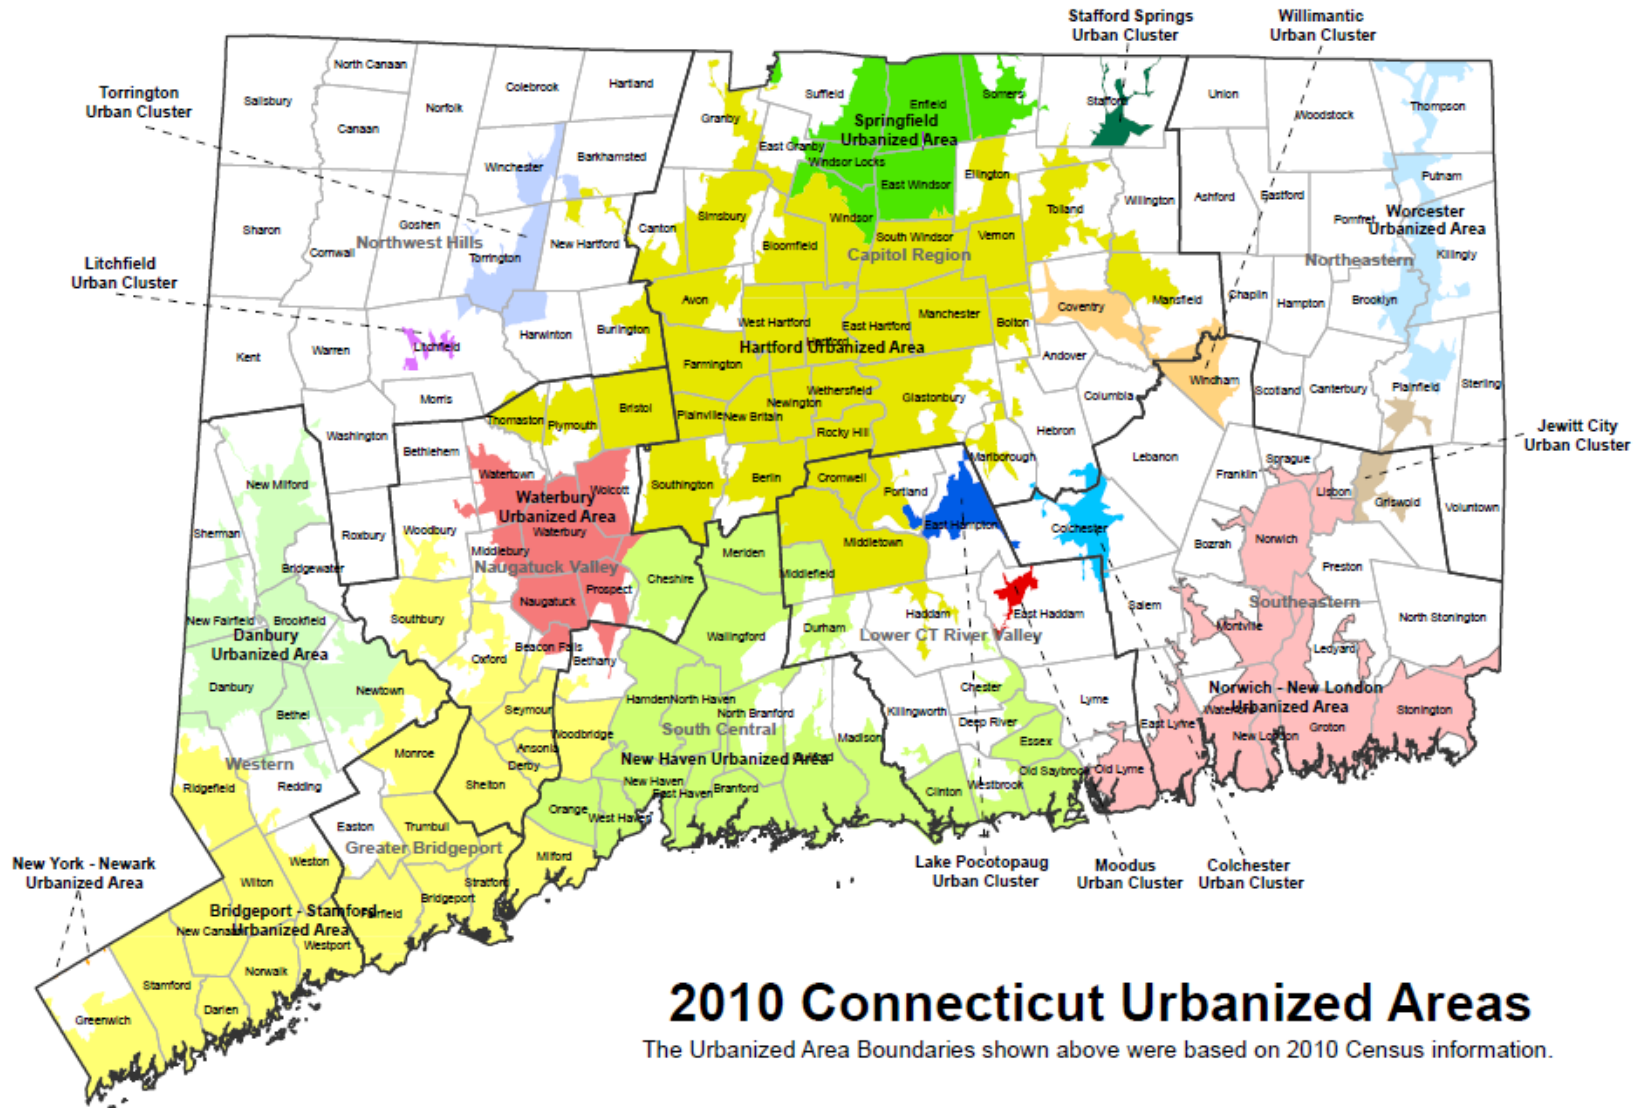 Stafford Springs
Urban Cluster
Willimantic
Urban Cluster
Torrington
Urban Cluster
Litchfield
Urban Cluster
North Canaan
Salisbury
Canaan
Norfolk
Colebrook
Hartland
Granby
Suffield
Enfield
Somers
Stafford
Union
Woodstock
Thompson
Springfield
Urbanized Area
East Granby
Windsor Locks
East Windsor
Ellington
Winchester
Barkhamsted
Simsbury
Windsor
Tolland
Willington
Ashford
Eastford
Pomfret
Putnam
Worcester
Urbanized Area
Sharon
Cornwall
Goshen
Northwest Hills
Torrington
New Hartford
Canton
Bloomfield
South Windsor
Vernon
Capitol Region
Northeastern
Killingly
Kent
Warren
Litchfield
Harwinton
Burlington
Avon
West Hartford
Hartford
East Hartford
Manchester
Bolton
Coventry
Mansfield
Chaplin
Hampton
Brooklyn
Hartford Urbanized Area
Farmington
Andover
Morris
Thomaston
Plymouth
Bristol
Plainville
New Britain
Newington
Wethersfield
Rocky Hill
Glastonbury
Columbia
Windham
Scotland
Canterbury
Plainfield
Sterling
Washington
Bethlehem
Watertown
Wolcott
Southington
Berlin
Cromwell
Portland
Marlborough
Hebron
Lebanon
Franklin
Sprague
Lisbon
Griswold
Voluntown
Jewitt City
Urban Cluster
New Milford
Sherman
Roxbury
Woodbury
Waterbury
Urbanized Area
Waterbury
Middlebury
Naugatuck Valley
Bridgewater
Naugatuck
Prospect
Cheshire
Meriden
Middlefield
Middletown
East Hampton
Colchester
Bozrah
Norwich
Preston
New Fairfield
Brookfield
Danbury
Urbanized Area
Southbury
Oxford
Beacon Falls
Bethany
Wallingford
Durham
Haddam
East Haddam
Lower CT River Valley
Salem
Southeastern
Montville
Ledyard
North Stonington
Danbury
Bethel
Newtown
Seymour
Woodbridge
Hamden
North Haven
North Branford
South Central
Madison
Killingworth
Chester
Deep River
Essex
Lyme
East Lyme
Norwich - New London
Urbanized Area
Waterford
New London
Groton
Stonington
Western
Ridgefield
Redding
Monroe
Ansonia
Derby
Shelton
New Haven Urbanized Area
Guilford
New Haven
East Haven
Branford
Clinton
Westbrook
Old Saybrook
Old Lyme
Orange
West Haven
Easton
Trumbull
Greater Bridgeport
Milford
Weston
Wilton
Stratford
Bridgeport
Fairfield
New York - Newark
Urbanized Area
Bridgeport - Stamford
Urbanized Area
New Canaan
Westport
Norwalk
Stamford
Darien
Greenwich
Lake Pocotopaug
Urban Cluster
Moodus
Urban Cluster
Colchester
Urban Cluster
2010 Connecticut Urbanized Areas
The Urbanized Area Boundaries shown above were based on 2010 Census information.